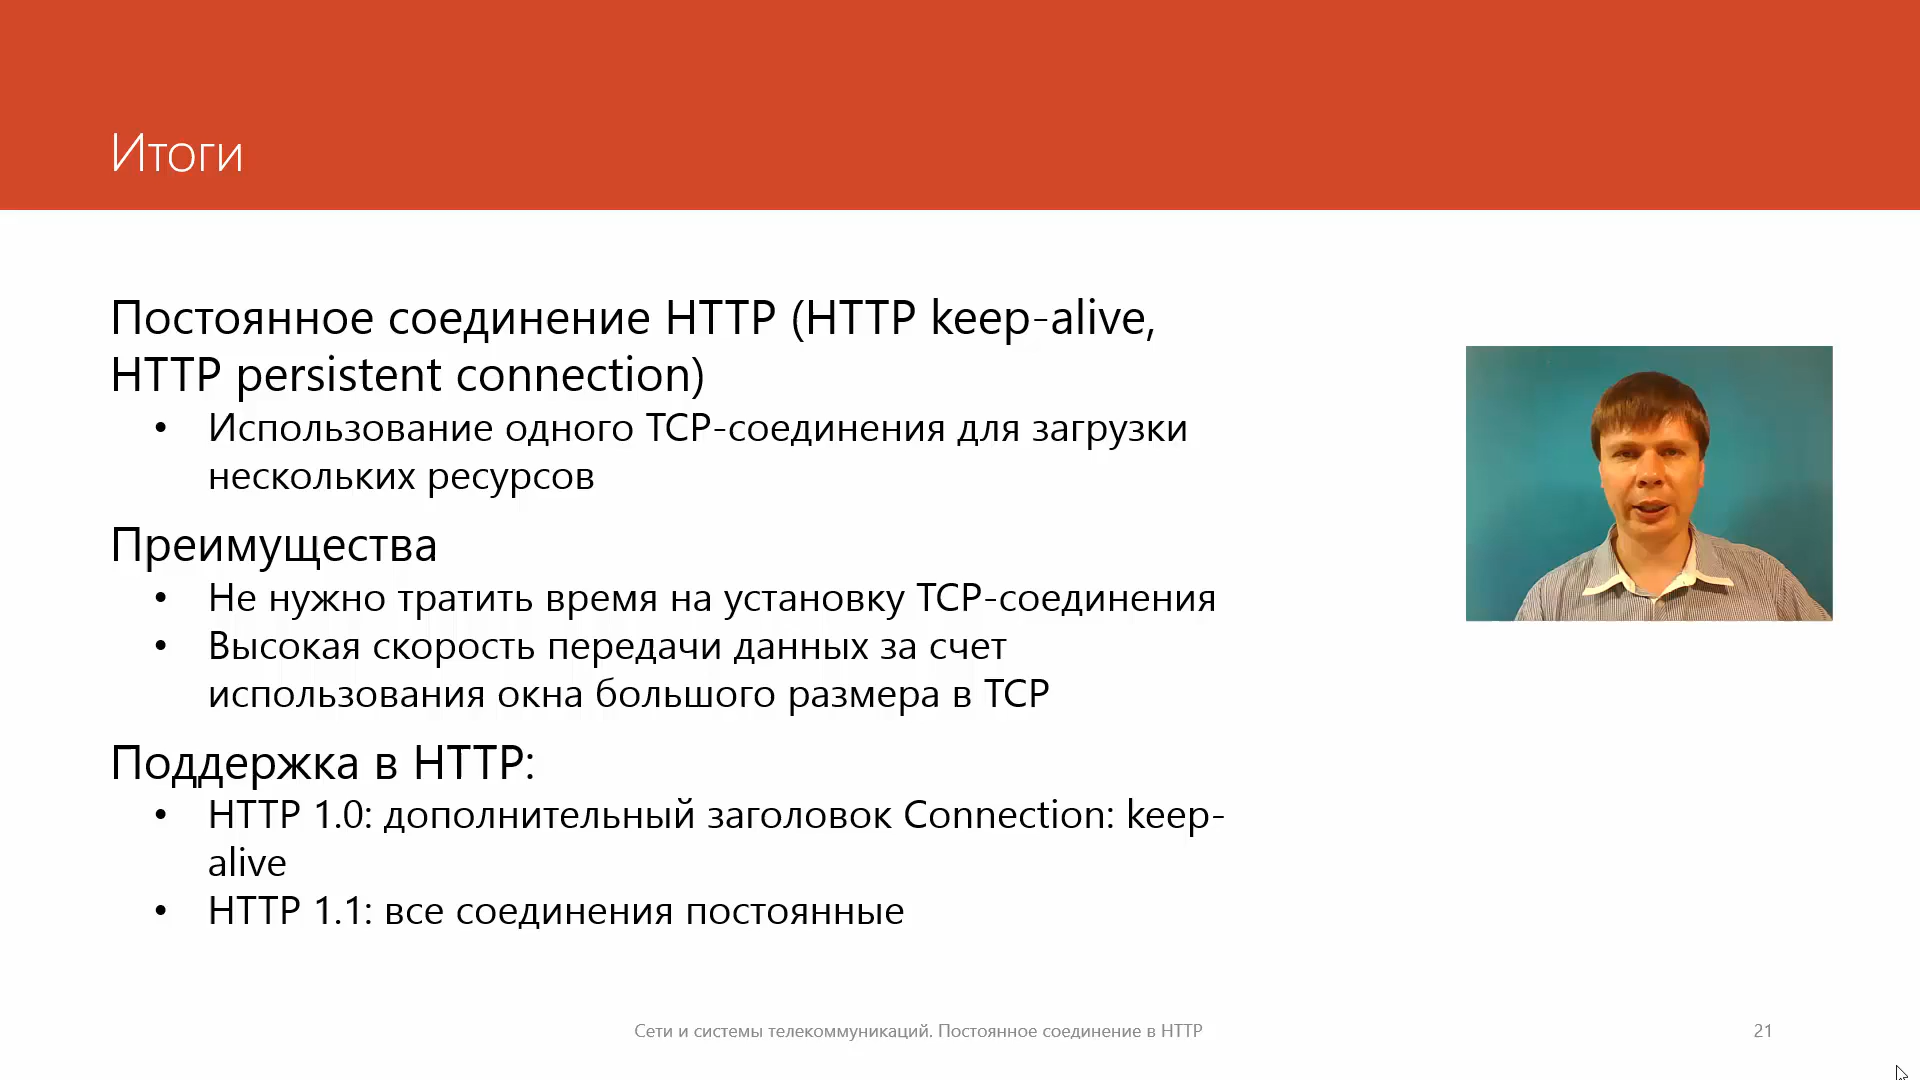 Итоги
Постоянное соединение HTTP (HTTP keep-alive,
HTTP persistent connection)
• Использование одного TCP-соединения для загрузки
нескольких ресурсов
Преимущества
• Не нужно тратить время на установку TCP-соединения
• Высокая скорость передачи данных за счет
использования окна большого размера в TCP
Поддержка в HTTP:
• HTTP 1.0: дополнительный заголовок Connection: keep-
alive
• HTTP 1.1: все соединения постоянные
Сети и системы телекоммуникаций. Постоянное соединение в HTTP
21